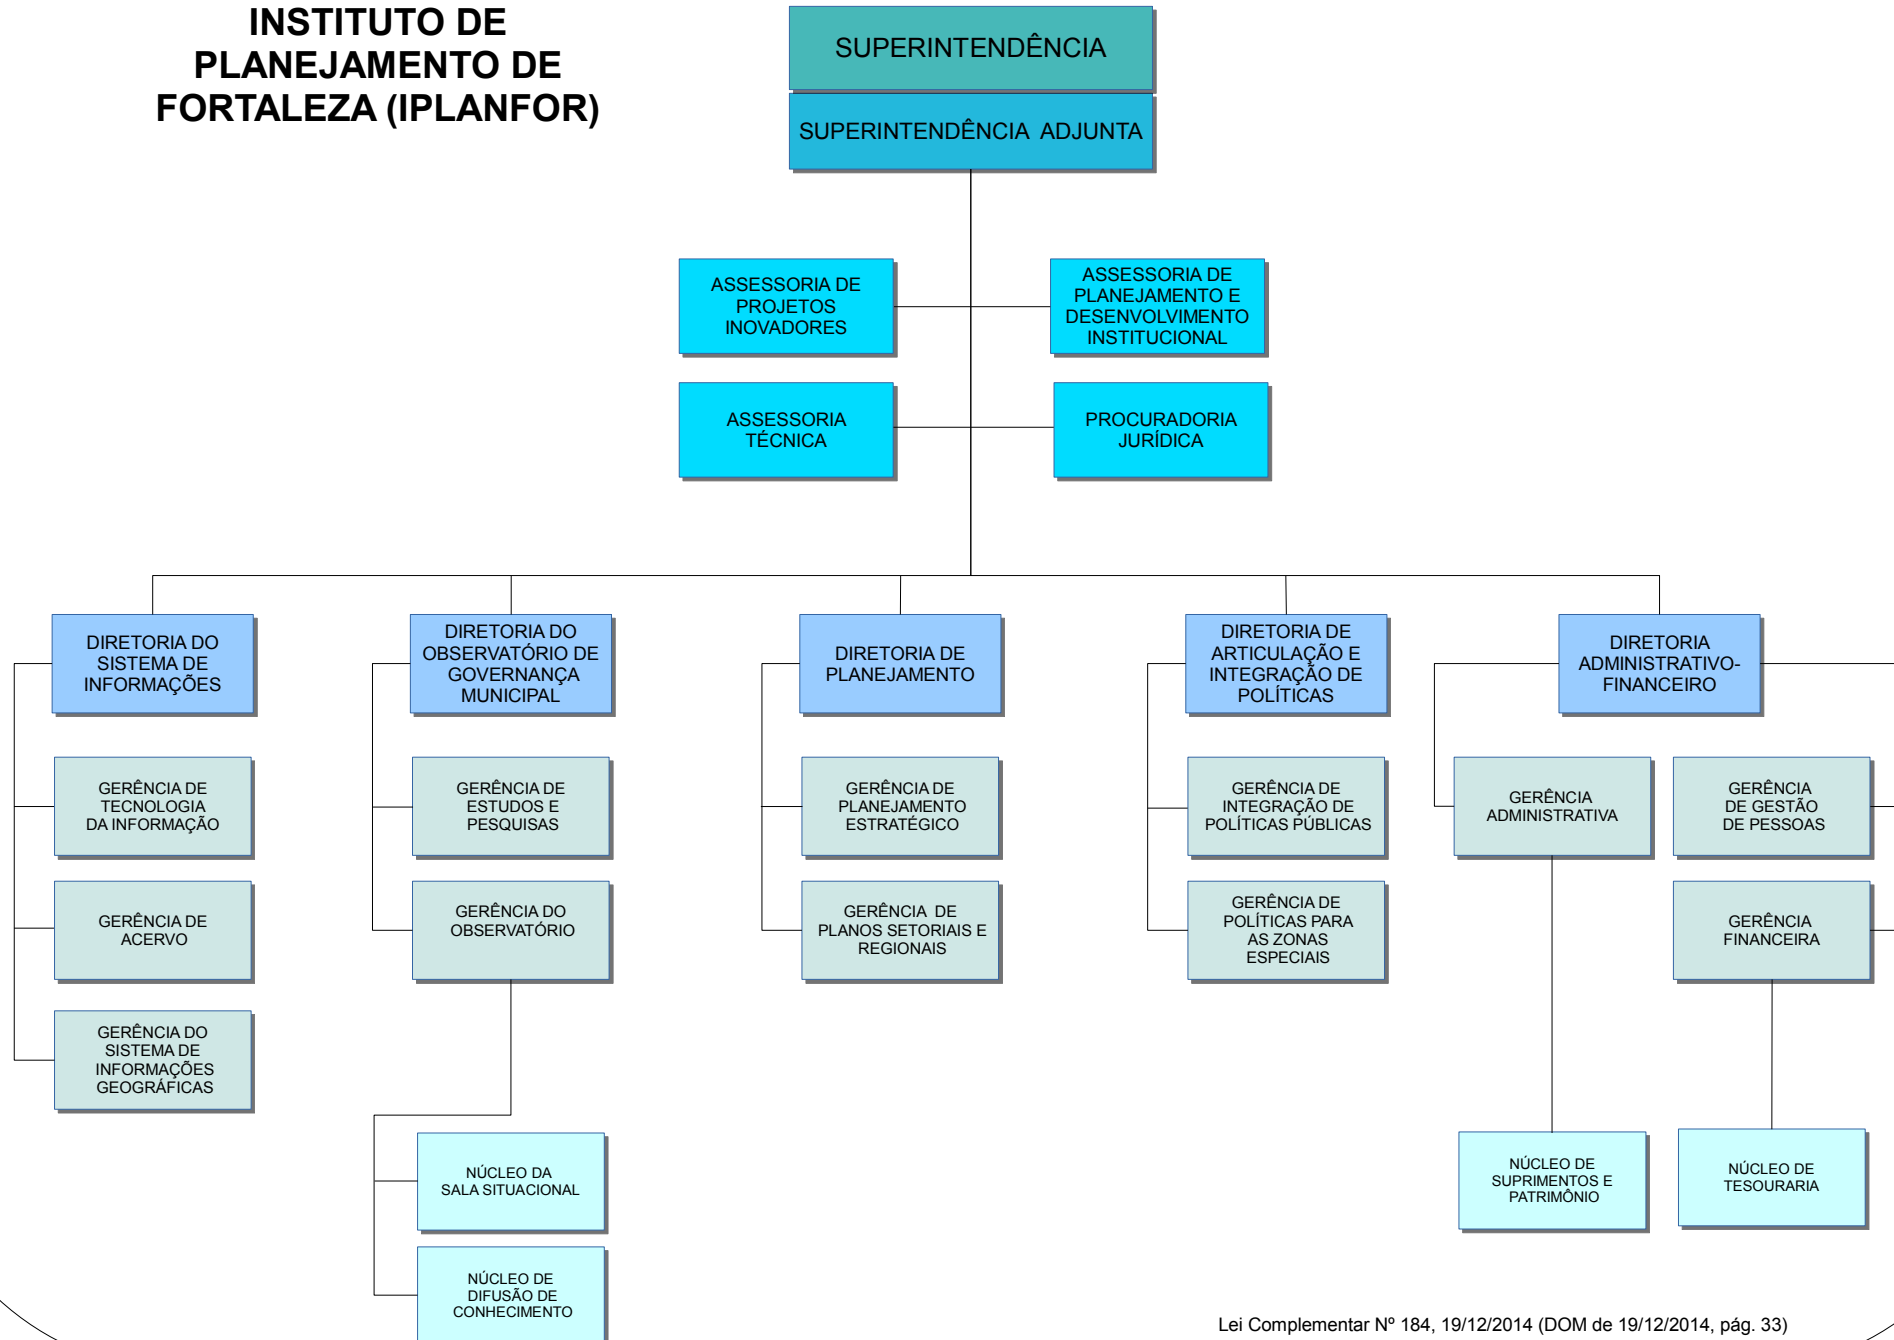 INSTITUTO DE
PLANEJAMENTO DE
FORTALEZA (IPLANFOR)
SUPERINTENDÊNCIA
SUPERINTENDÊNCIA ADJUNTA
ASSESSORIA DE
PROJETOS
INOVADORES
ASSESSORIA DE
PLANEJAMENTO E
DESENVOLVIMENTO
INSTITUCIONAL
ASSESSORIA
TÉCNICA
PROCURADORIA
JURÍDICA
DIRETORIA DO
SISTEMA DE
INFORMAÇÕES
DIRETORIA DO
OBSERVATÓRIO DE
GOVERNANÇA
MUNICIPAL
DIRETORIA DE
PLANEJAMENTO
DIRETORIA DE
ARTICULAÇÃO E
INTEGRAÇÃO DE
POLÍTICAS
DIRETORIA
ADMINISTRATIVO-
FINANCEIRO
GERÊNCIA DE
TECNOLOGIA
DA INFORMAÇÃO
GERÊNCIA DE
ESTUDOS E
PESQUISAS
GERÊNCIA DE
PLANEJAMENTO
ESTRATÉGICO
GERÊNCIA DE
INTEGRAÇÃO DE
POLÍTICAS PÚBLICAS
GERÊNCIA
ADMINISTRATIVA
GERÊNCIA
DE GESTÃO
DE PESSOAS
GERÊNCIA DE
ACERVO
GERÊNCIA DO
OBSERVATÓRIO
GERÊNCIA DE
PLANOS SETORIAIS E
REGIONAIS
GERÊNCIA DE
POLÍTICAS PARA
AS ZONAS
ESPECIAIS
GERÊNCIA
FINANCEIRA
GERÊNCIA DO
SISTEMA DE
INFORMAÇÕES
GEOGRÁFICAS
NÚCLEO DA
SALA SITUACIONAL
NÚCLEO DE
SUPRIMENTOS E
PATRIMÔNIO
NÚCLEO DE
TESOURARIA
NÚCLEO DE
DIFUSÃO DE
CONHECIMENTO
Lei Complementar Nº 184, 19/12/2014 (DOM de 19/12/2014, pág. 33)